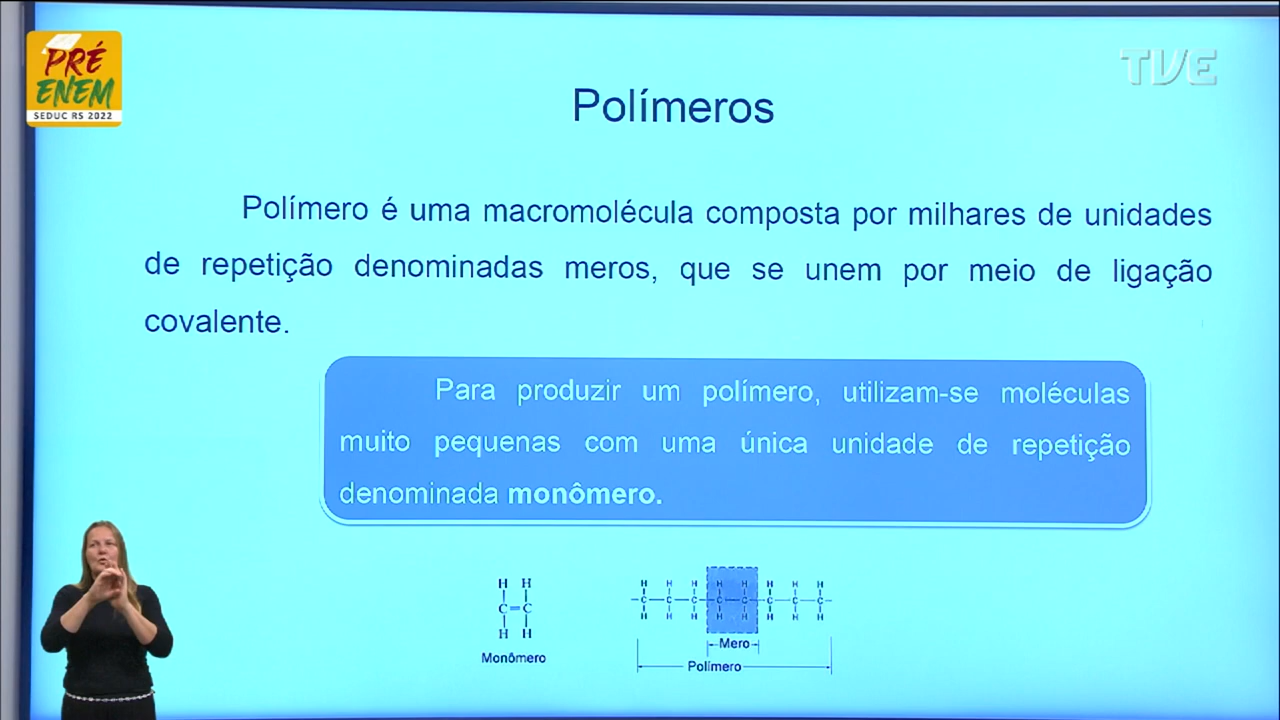 PRÉ
ENEM
SEDUC RS 2022
TVE
Polímeros
Polímero é uma macromolécula composta por milhares de unidades
de repetição denominadas meros, que se unem por meio de ligação
covalente.
Para produzir um polímero, utilizam-se moléculas
muito pequenas com uma única unidade de repetição
denominada monômero.
H H
C=C
H H
Monômero
H H H H H H H H
C C C C C C C C
H H H H H H H H
Mero
Polímero